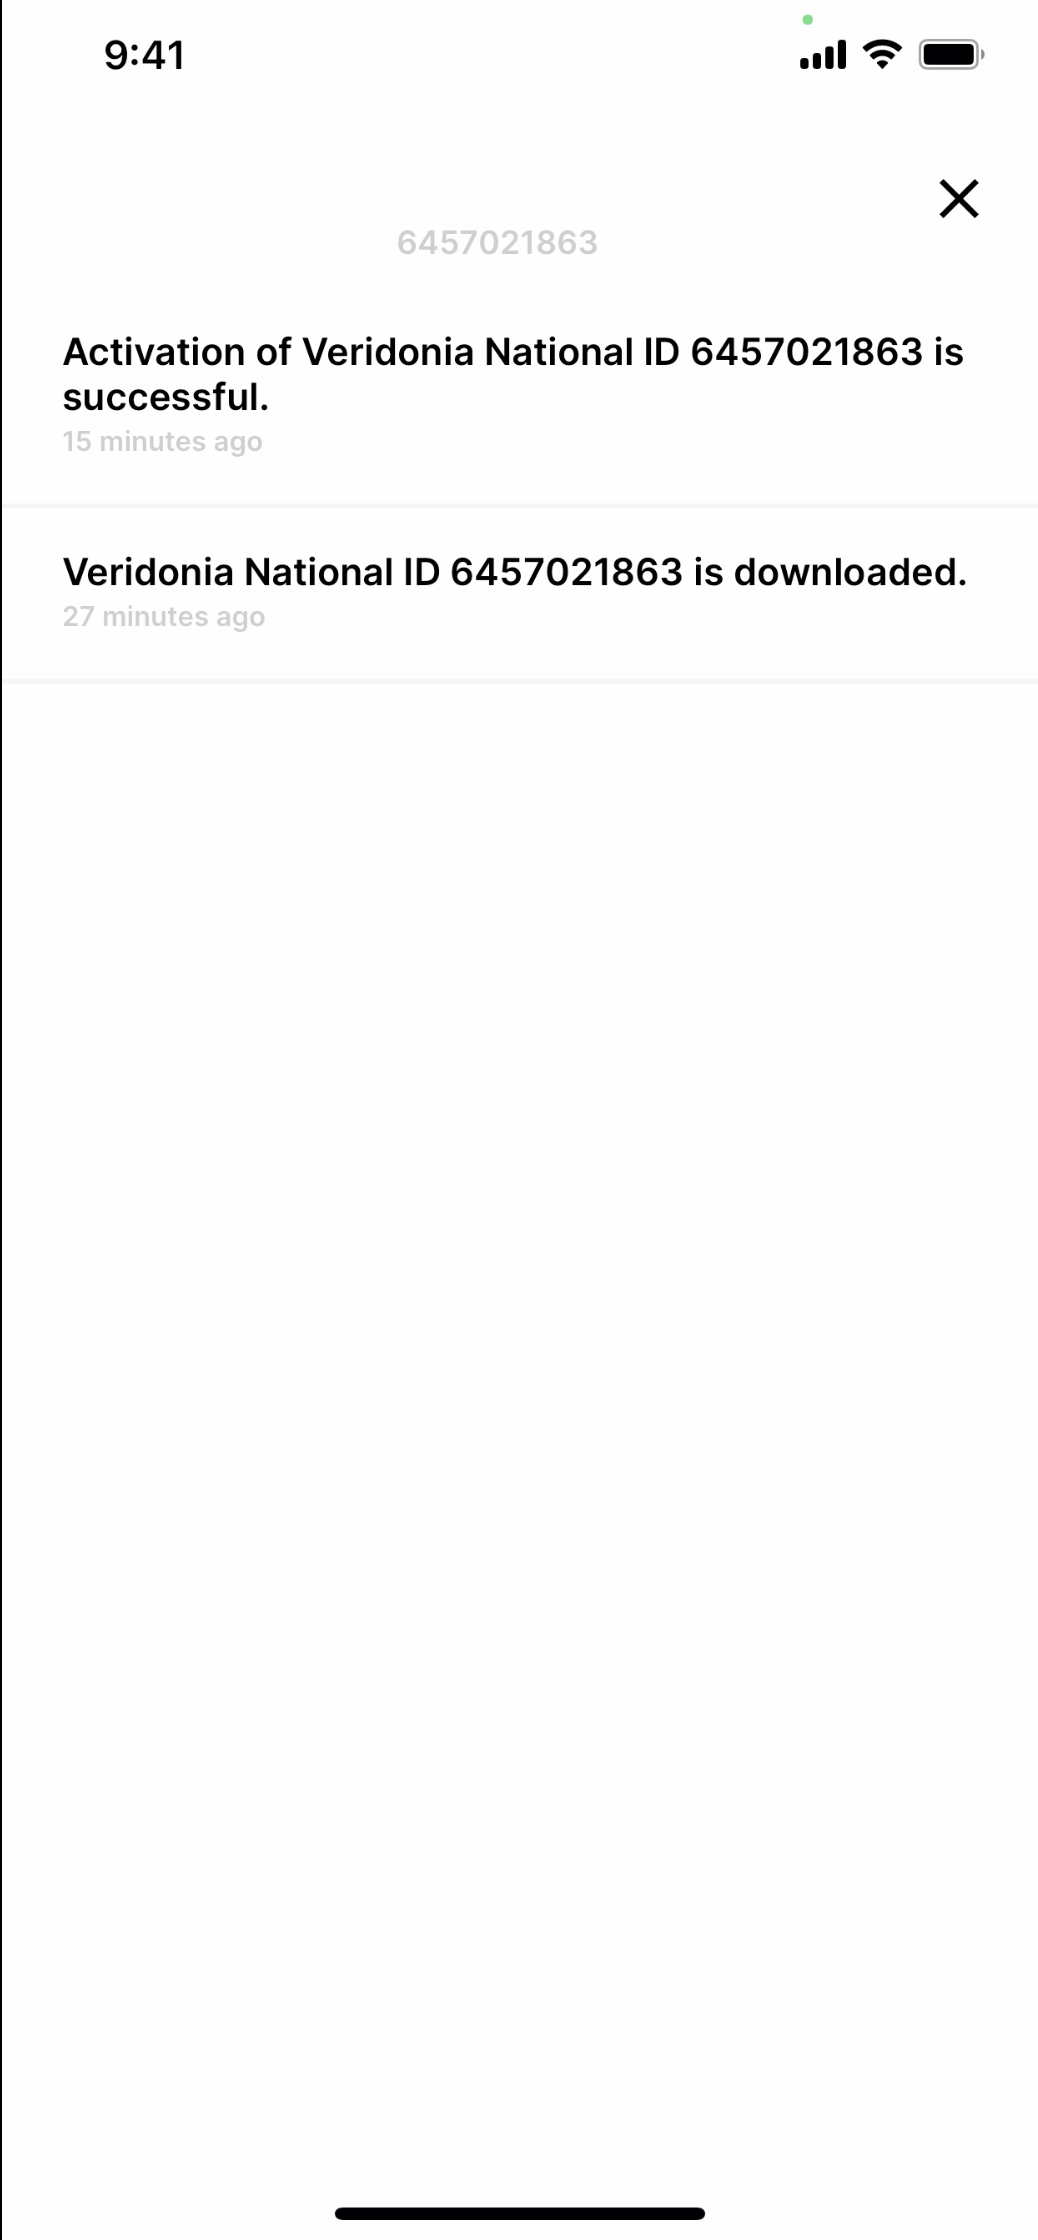 9:41
6457021863
Activation of Veridonia National ID 6457021863 is
successful.
15 minutes ago
Veridonia National ID 6457021863 is downloaded.
27 minutes ago